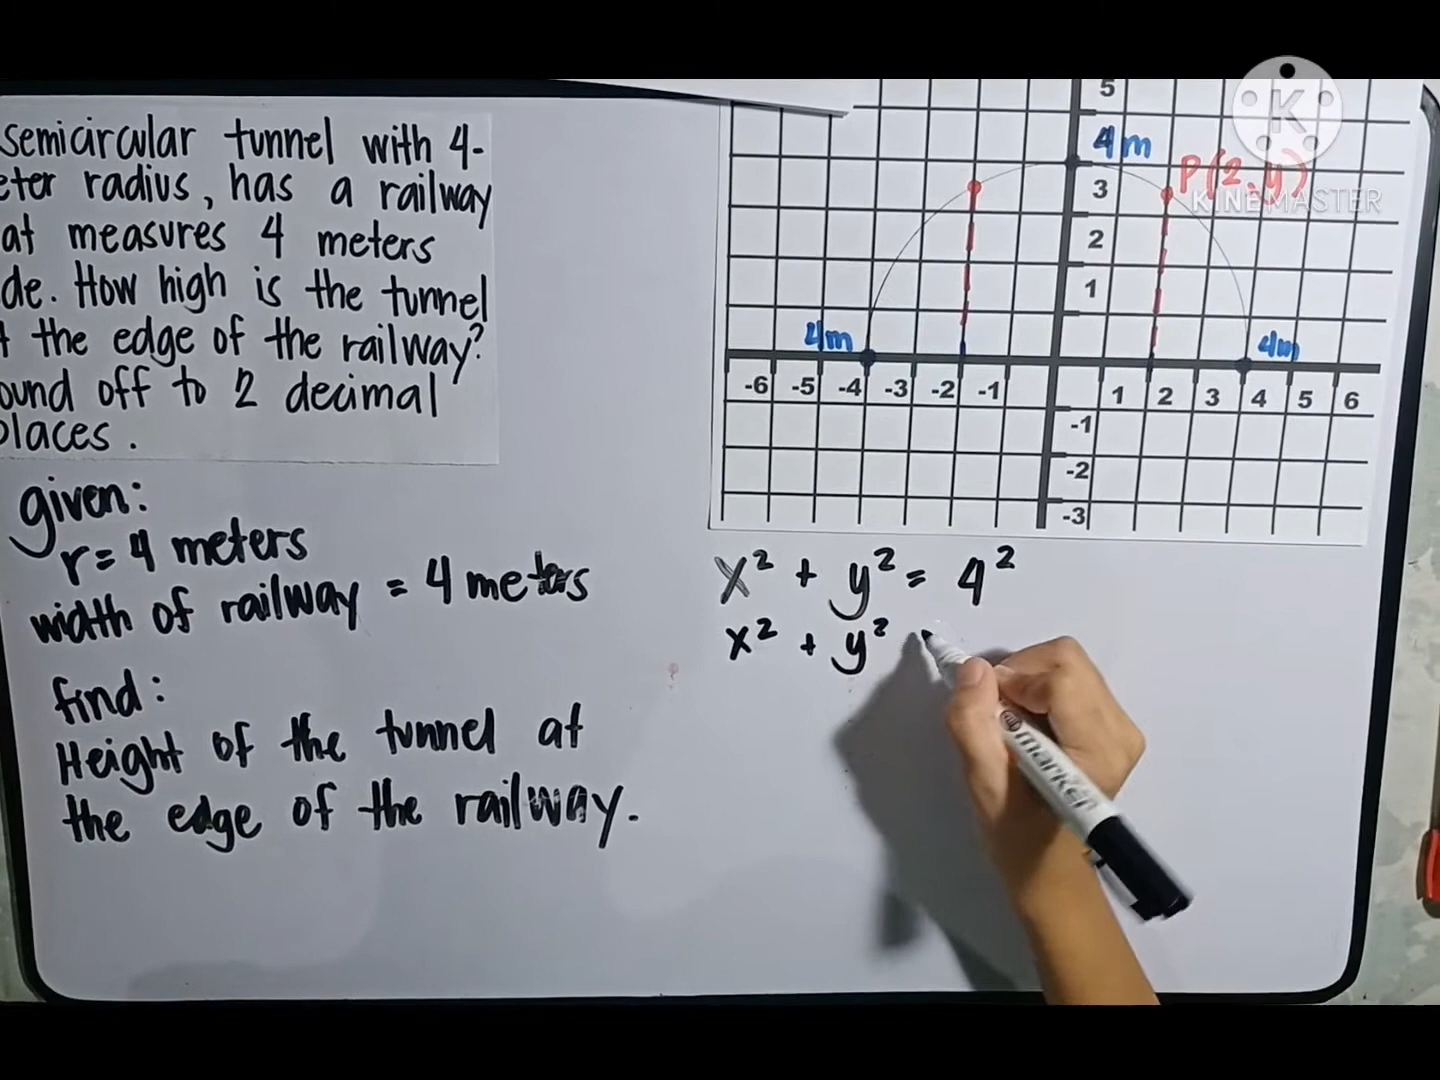 semicircular tunnel with 4-
eter radius, has a railway
at measures 4 meters
de. How high is the tunnel
t the edge of the railway?
ound off to 2 decimal
places.
given:
r = 4 meters
width of railway = 4 meters
find:
Height of the tunnel at
the edge of the railway.
5
4m
3
P(2, y)
2
1
4m
4m
-6 -5 -4 -3 -2 -1 1 2 3 4 5 6
-1
-2
-3
x² + y² = 4²
x² + y²
marker
K
KINEMASTER